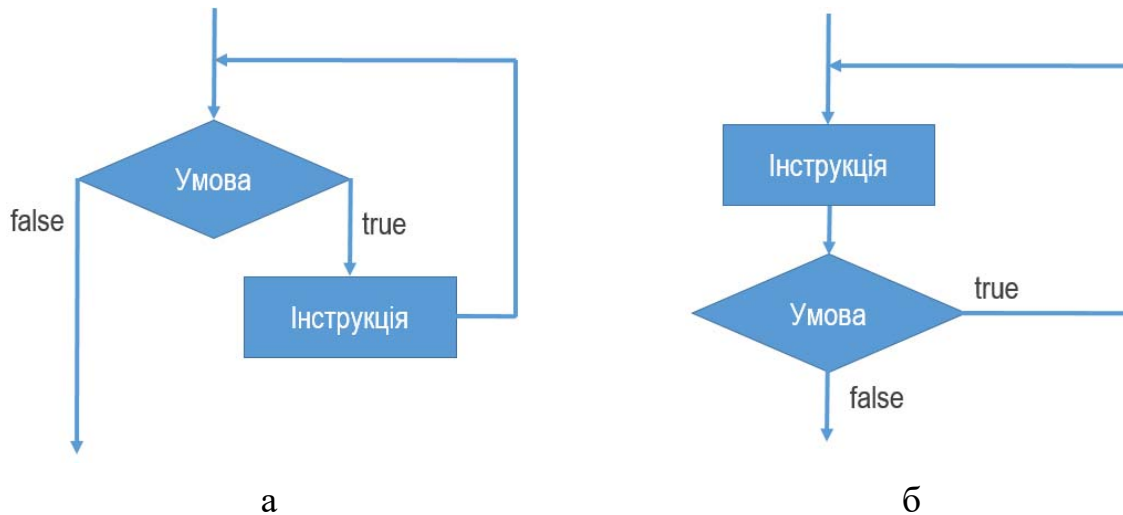 Умова
false
true
Інструкція
а
Інструкція
Умова
true
false
б